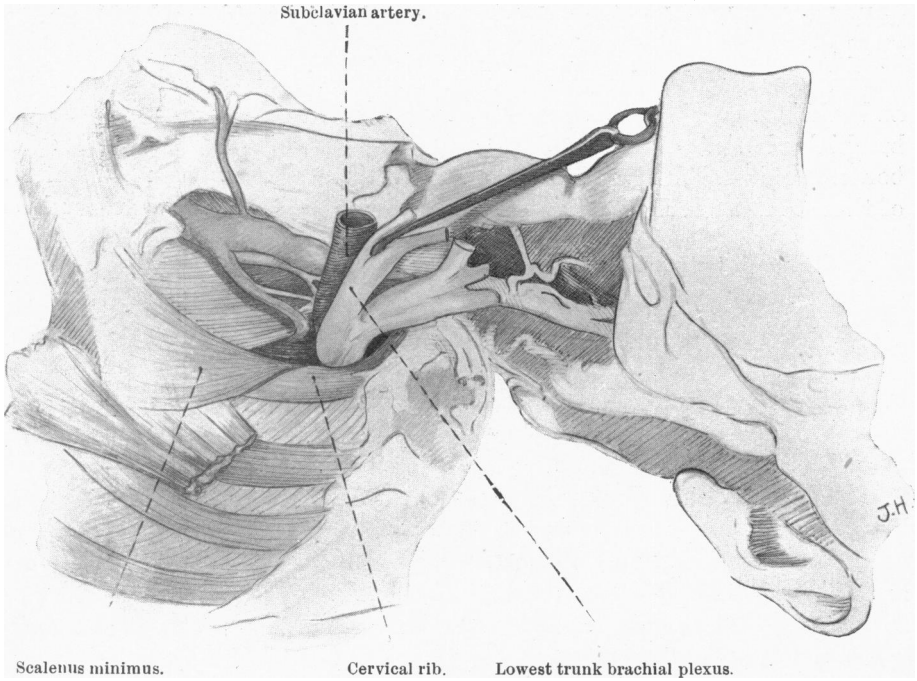 Subclavian artery.
J.H.
Scalenus minimus.
Cervical rib.
Lowest trunk brachial plexus.